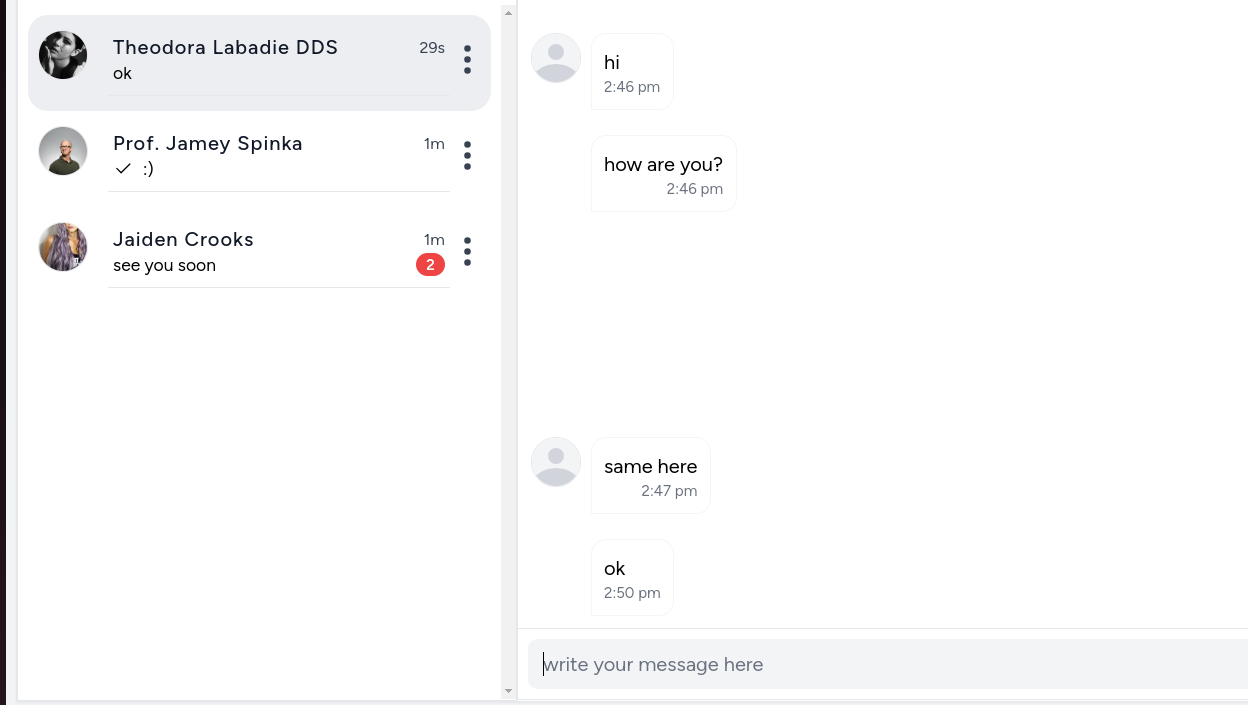 Theodora Labadie DDS 29s
ok
Prof. Jamey Spinka 1m
:)
Jaiden Crooks 1m
see you soon 2
hi
2:46 pm
how are you?
2:46 pm
same here
2:47 pm
ok
2:50 pm
write your message here